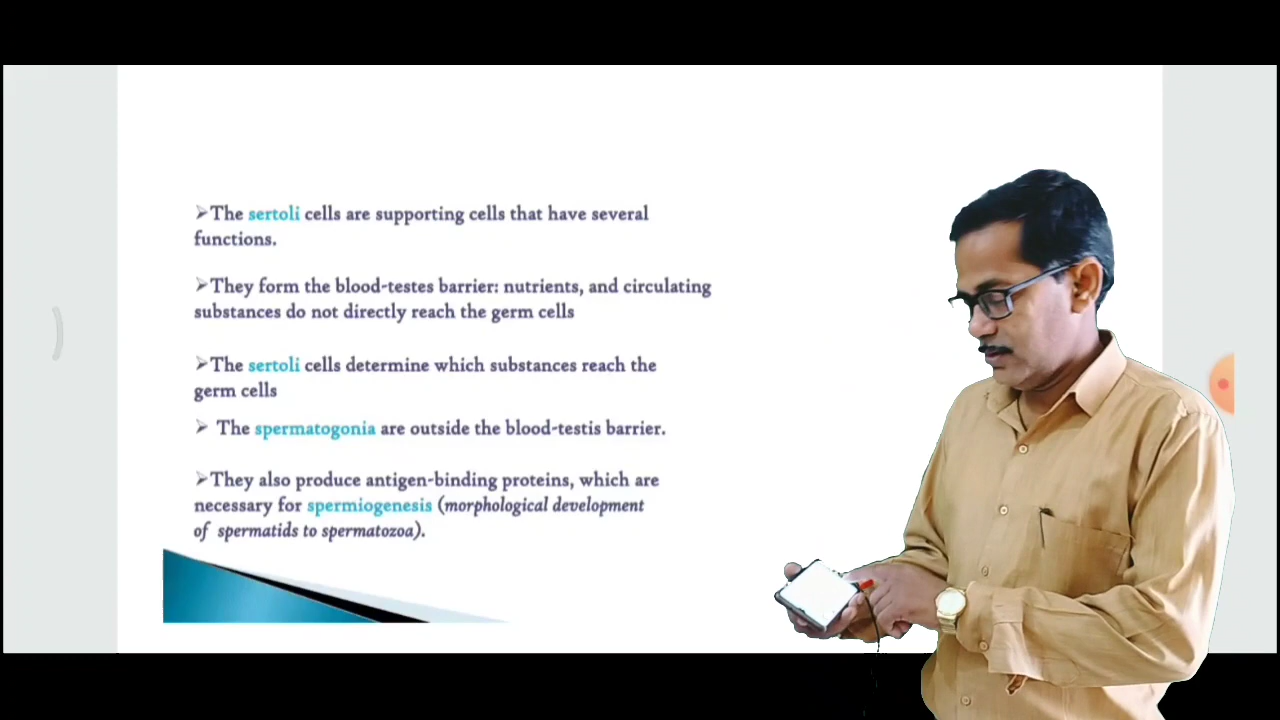 ➢The sertoli cells are supporting cells that have several
functions.
➢They form the blood-testes barrier: nutrients, and circulating
substances do not directly reach the germ cells
➢The sertoli cells determine which substances reach the
germ cells
➢ The spermatogonia are outside the blood-testis barrier.
➢They also produce antigen-binding proteins, which are
necessary for spermiogenesis (morphological development
of spermatids to spermatozoa).